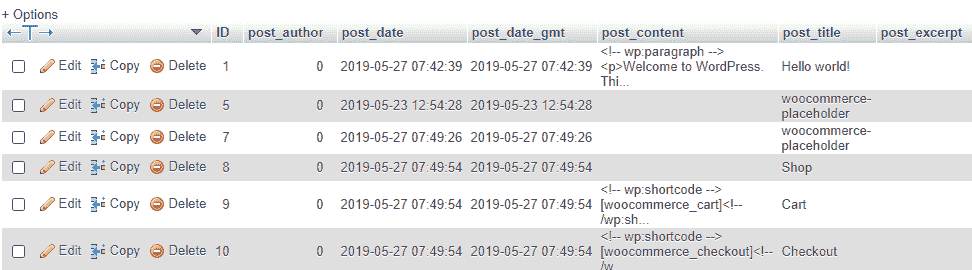 + Options
←T→ ID post_author post_date post_date_gmt post_content post_title post_excerpt
<!-- wp:paragraph -->
Edit Copy Delete 1 0 2019-05-27 07:42:39 2019-05-27 07:42:39 <p>Welcome to WordPress. Hello world!
Thi...
Edit Copy Delete 5 0 2019-05-23 12:54:28 2019-05-23 12:54:28 woocommerce-
placeholder
Edit Copy Delete 7 0 2019-05-27 07:49:26 2019-05-27 07:49:26 woocommerce-
placeholder
Edit Copy Delete 8 0 2019-05-27 07:49:54 2019-05-27 07:49:54 Shop
<!-- wp:shortcode -->
Edit Copy Delete 9 0 2019-05-27 07:49:54 2019-05-27 07:49:54 [woocommerce_cart]<!-- Cart
/wp:sh...
<!-- wp:shortcode -->
Edit Copy Delete 10 0 2019-05-27 07:49:54 2019-05-27 07:49:54 [woocommerce_checkout]<!-- Checkout
/w